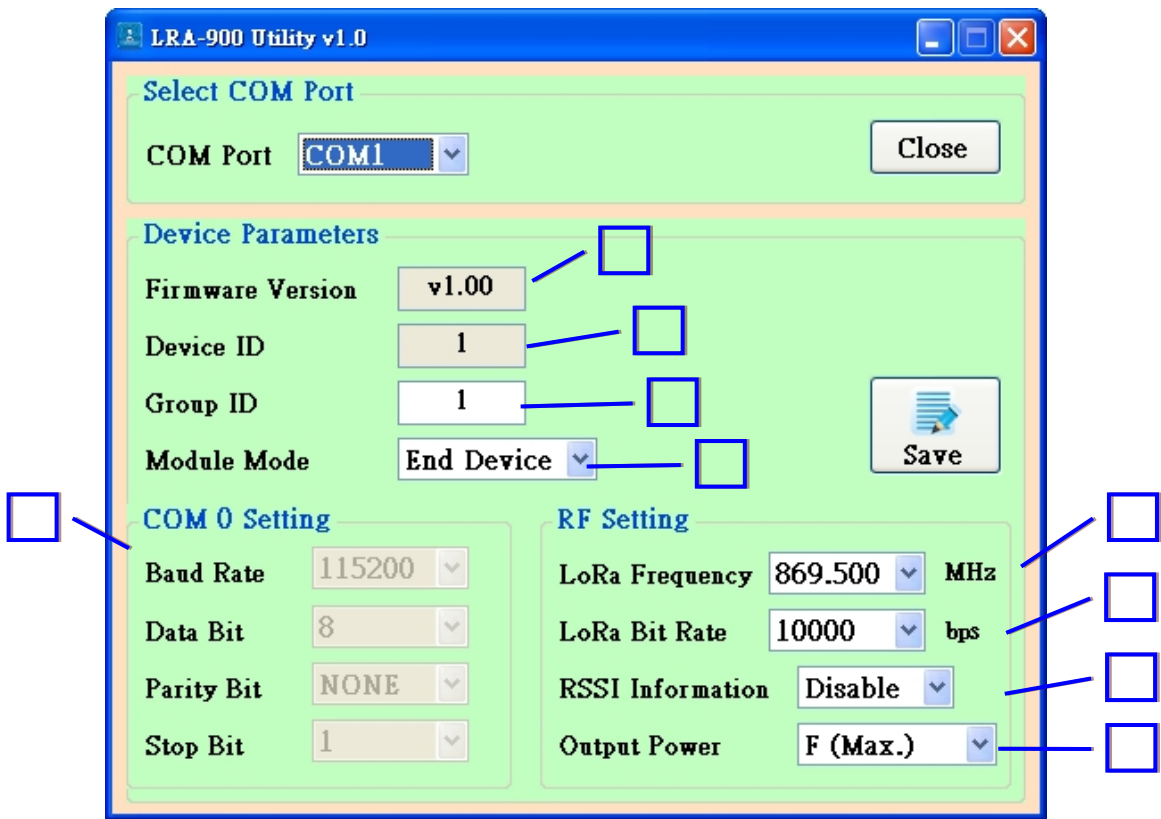 LRA-900 Utility v1.0
Select COM Port
COM Port COM1 Close
Device Parameters
Firmware Version v1.00
Device ID 1
Group ID 1
Module Mode End Device
Save
COM 0 Setting
Baud Rate 115200
Data Bit 8
Parity Bit NONE
Stop Bit 1
RF Setting
LoRa Frequency 869.500 MHz
LoRa Bit Rate 10000 bps
RSSI Information Disable
Output Power F (Max.)